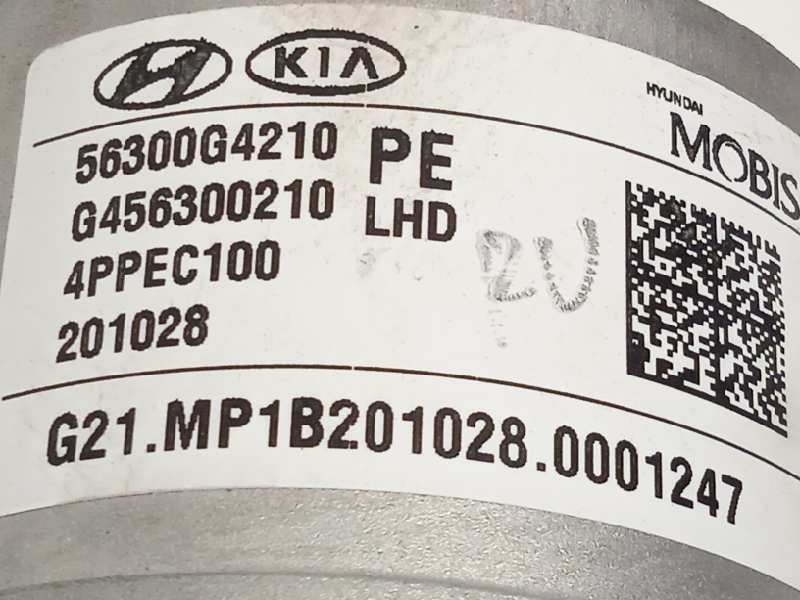 KIA
HYUNDAI
MOBIS
56300G4210 PE
G456300210 LHD
4PPEC100
201028
G21.MP1B201028.0001247